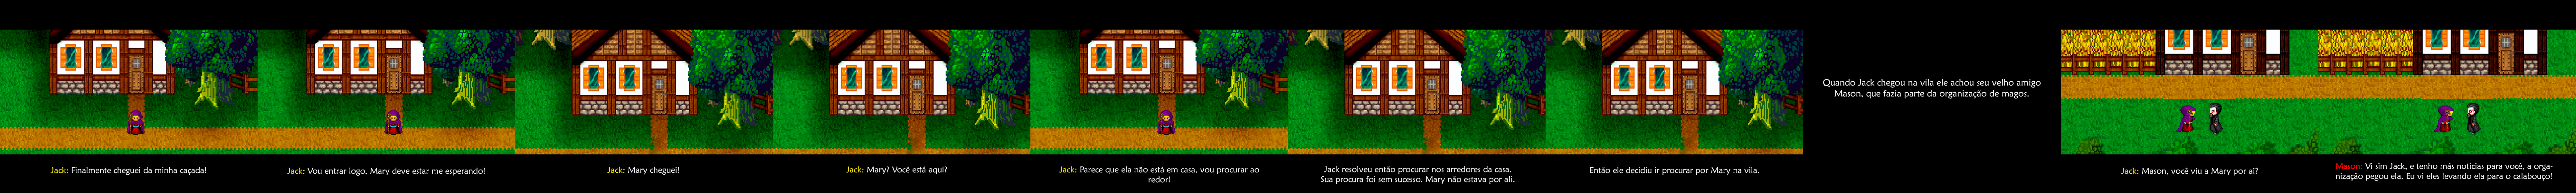 Jack: Finalmente cheguei da minha caçada!
Jack: Vou entrar logo, Mary deve estar me esperando!
Jack: Mary cheguei!
Jack: Mary? Você está aqui?
Jack: Parece que ela não está em casa, vou procurar ao
redor!
Jack resolveu então procurar nos arredores da casa.
Sua procura foi sem sucesso, Mary não estava por ali.
Então ele decidiu ir procurar por Mary na vila.
Quando Jack chegou na vila ele achou seu velho amigo
Mason, que fazia parte da organização de magos.
Jack: Mason, você viu a Mary por ai?
Mason: Vi sim Jack, e tenho más notícias para você, a orga-
nização pegou ela. Eu vi eles levando ela para o calabouço!